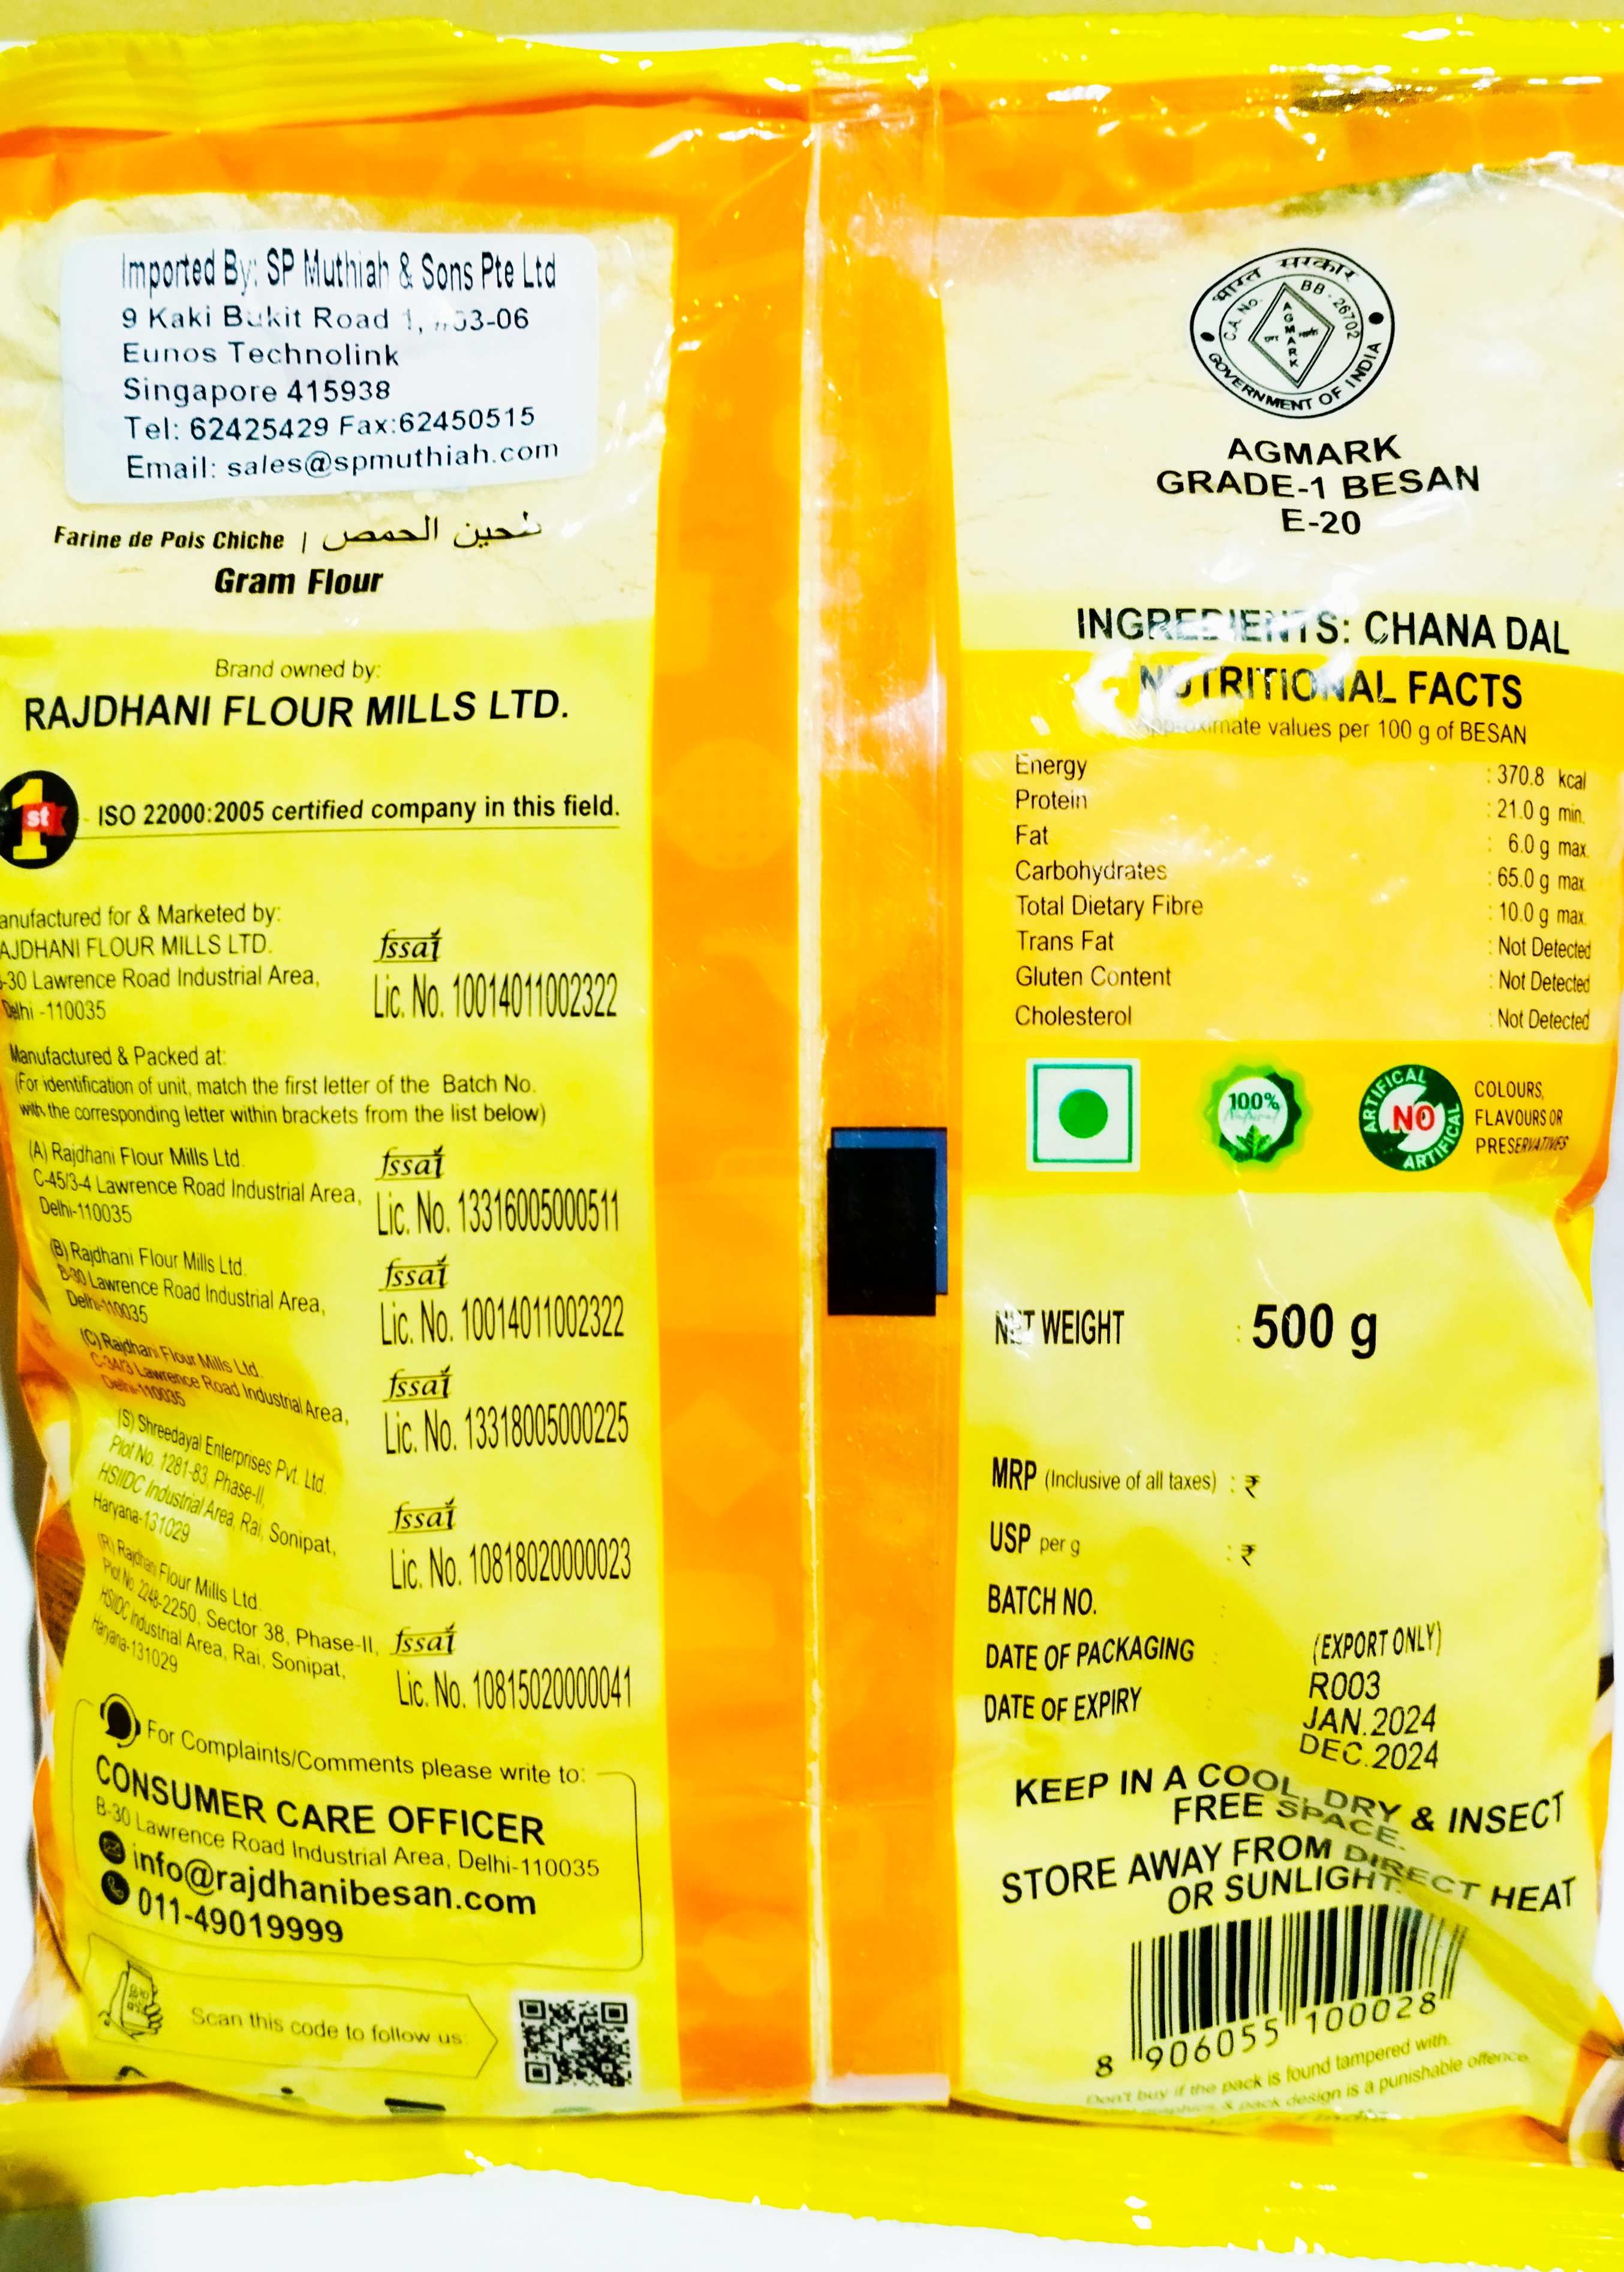 Imported By: SP Muthiah & Sons Pte Ltd
9 Kaki Bukit Road 1, #03-06
Eunos Technolink
Singapore 415938
Tel: 62425429 Fax:62450515
Email: sales@spmuthiah.com
Farine de Pois Chiche | طحين الحمص
Gram Flour
Brand owned by:
RAJDHANI FLOUR MILLS LTD.
1st
ISO 22000:2005 certified company in this field.
anufactured for & Marketed by:
AJDHANI FLOUR MILLS LTD.
-30 Lawrence Road Industrial Area,
Delhi -110035
fssai
Lic. No. 10014011002322
Manufactured & Packed at:
(For identification of unit, match the first letter of the Batch No.
with the corresponding letter within brackets from the list below)
(A) Rajdhani Flour Mills Ltd.
C-45/3-4 Lawrence Road Industrial Area,
Delhi-110035
fssai
Lic. No. 13316005000511
(B) Rajdhani Flour Mills Ltd.
B-30 Lawrence Road Industrial Area,
Delhi-110035
fssai
Lic. No. 10014011002322
(C) Rajdhani Flour Mills Ltd.
C-34/3 Lawrence Road Industrial Area,
Delhi-110035
fssai
Lic. No. 13318005000225
(S) Shreedayal Enterprises Pvt. Ltd.
Plot No. 1281-83, Phase-II,
HSIIDC Industrial Area, Rai, Sonipat,
Haryana-131029
fssai
Lic. No. 10818020000023
(R) Rajdhani Flour Mills Ltd.
Plot No. 2248-2250, Sector 38, Phase-II,
HSIIDC Industrial Area, Rai, Sonipat,
Haryana-131029
fssai
Lic. No. 10815020000041
For Complaints/Comments please write to:
CONSUMER CARE OFFICER
B-30 Lawrence Road Industrial Area, Delhi-110035
info@rajdhanibesan.com
011-49019999
Scan this code to follow us:
भारत सरकार
C.A. No. BB - 26702
AGMARK
GOVERNMENT OF INDIA
AGMARK
GRADE-1 BESAN
E-20
INGREDIENTS: CHANA DAL
NUTRITIONAL FACTS
Approximate values per 100 g of BESAN
Energy : 370.8 kcal
Protein : 21.0 g min.
Fat : 6.0 g max.
Carbohydrates : 65.0 g max.
Total Dietary Fibre : 10.0 g max.
Trans Fat : Not Detected
Gluten Content : Not Detected
Cholesterol : Not Detected
100%
Natural
ARTIFICAL
NO
ARTIFICAL
COLOURS,
FLAVOURS OR
PRESERVATIVES
NET WEIGHT : 500 g
MRP (Inclusive of all taxes) : ₹
USP per g : ₹
BATCH NO. :
DATE OF PACKAGING :
DATE OF EXPIRY :
(EXPORT ONLY)
R003
JAN.2024
DEC.2024
KEEP IN A COOL, DRY & INSECT
FREE SPACE.
STORE AWAY FROM DIRECT HEAT
OR SUNLIGHT.
8 906055 100028
Don't buy if the pack is found tampered with.
graphics & pack design is a punishable offence